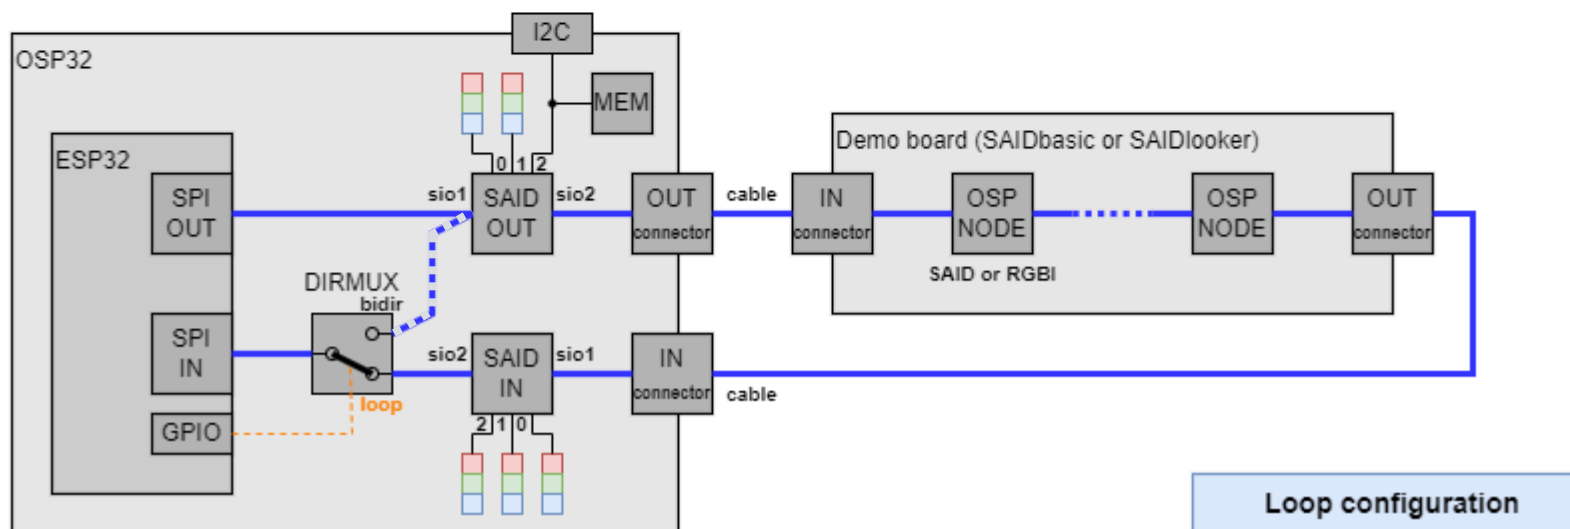 I2C
OSP32
MEM
ESP32
0 1 2
Demo board (SAIDbasic or SAIDlooker)
SPI
OUT
sio1
SAID
OUT
sio2
OUT
connector
cable
IN
connector
OSP
NODE
OSP
NODE
OUT
connector
SAID or RGBI
DIRMUX
bidir
SPI
IN
sio2
SAID
IN
sio1
IN
connector
cable
loop
GPIO
2 1 0
Loop configuration